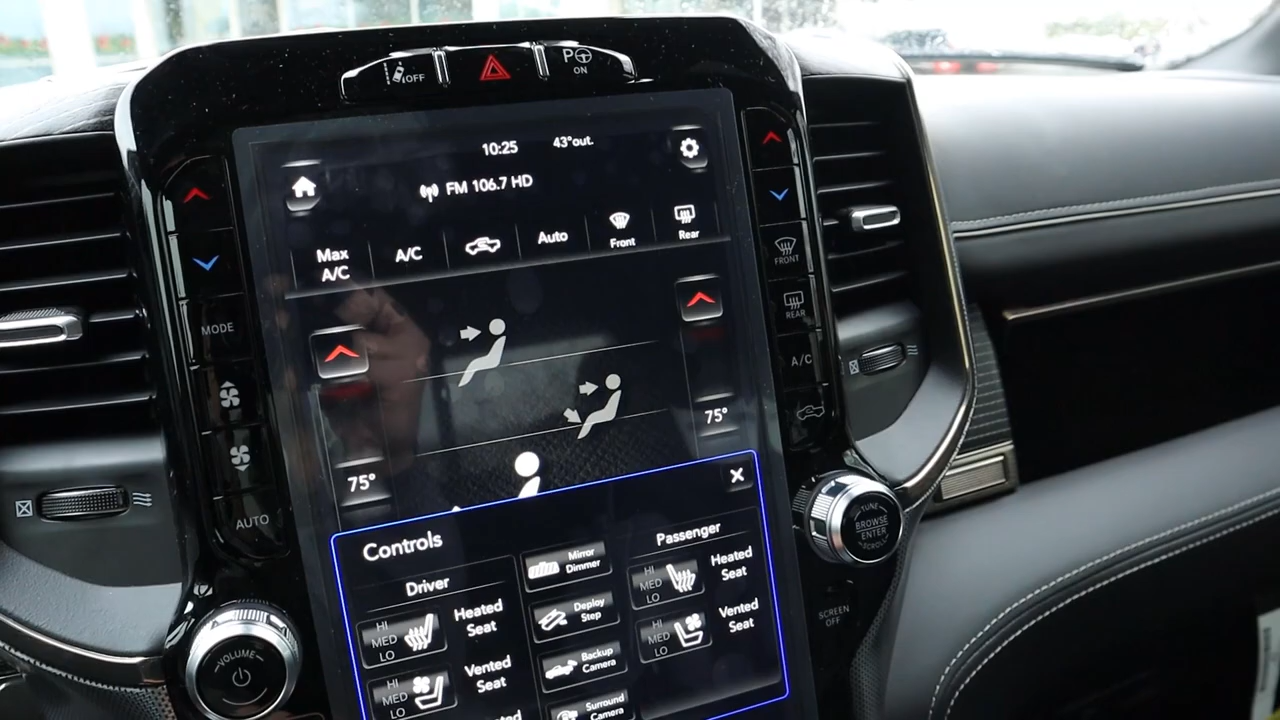 OFF
P
ON
10:25
43°out.
FM 106.7 HD
Max
A/C
A/C
Auto
Front
Rear
MODE
AUTO
VOLUME
75°
75°
FRONT
REAR
A/C
TUNE
BROWSE
ENTER
SCROLL
SCREEN
OFF
Controls
Driver
HI
MED
LO
Heated
Seat
HI
MED
LO
Vented
Seat
Mirror
Dimmer
Deploy
Step
Backup
Camera
Surround
Camera
Passenger
HI
MED
LO
Heated
Seat
HI
MED
LO
Vented
Seat